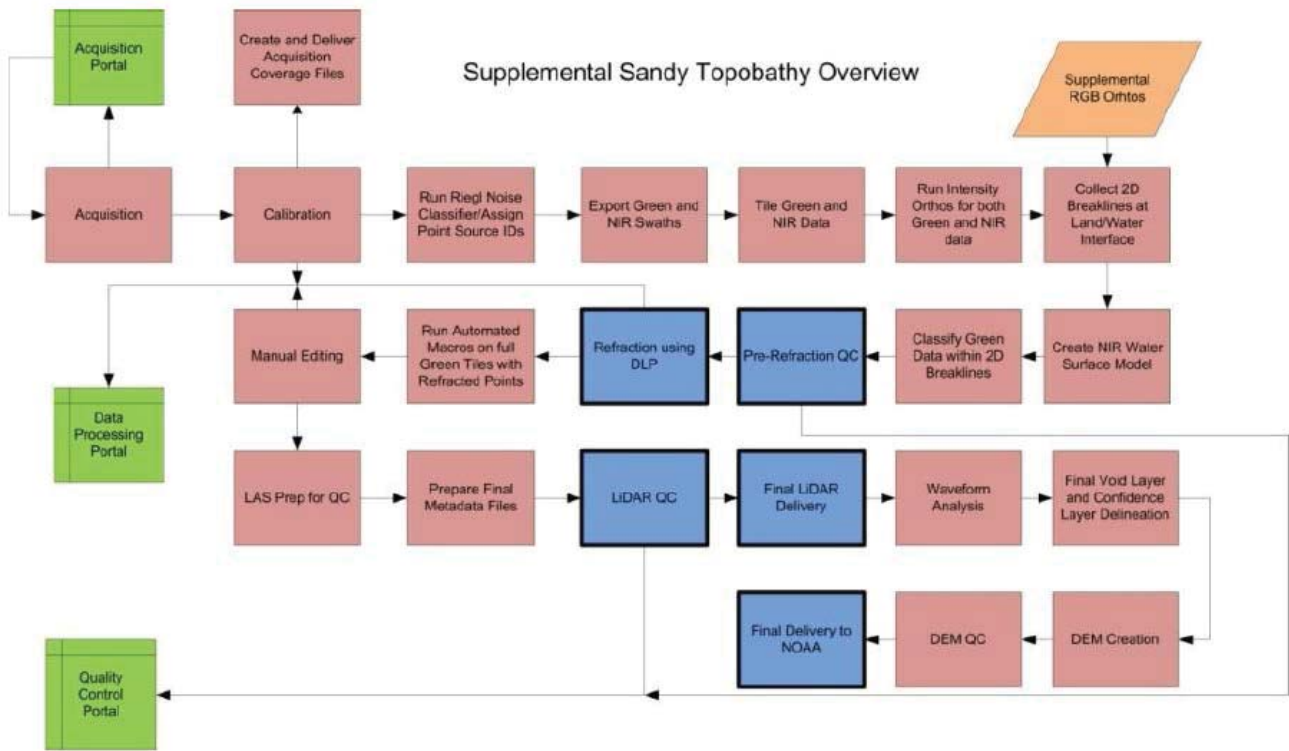 Acquisition
Portal
Create and Deliver
Acquisition
Coverage Files
Supplemental Sandy Topobathy Overview
Supplemental
RGB Orhtos
Acquisition
Calibration
Run Riegl Noise
Classifier/Assign
Point Source IDs
Export Green and
NIR Swaths
Tile Green and
NIR Data
Run Intensity
Orthos for both
Green and NIR
data
Collect 2D
Breaklines at
Land/Water
Interface
Manual Editing
Run Automated
Macros on full
Green Tiles with
Refracted Points
Refraction using
DLP
Pre-Refraction QC
Classify Green
Data within 2D
Breaklines
Create NIR Water
Surface Model
Data
Processing
Portal
LAS Prep for QC
Prepare Final
Metadata Files
LiDAR QC
Final LiDAR
Delivery
Waveform
Analysis
Final Void Layer
and Confidence
Layer Delineation
Final Delivery to
NOAA
DEM QC
DEM Creation
Quality
Control
Portal